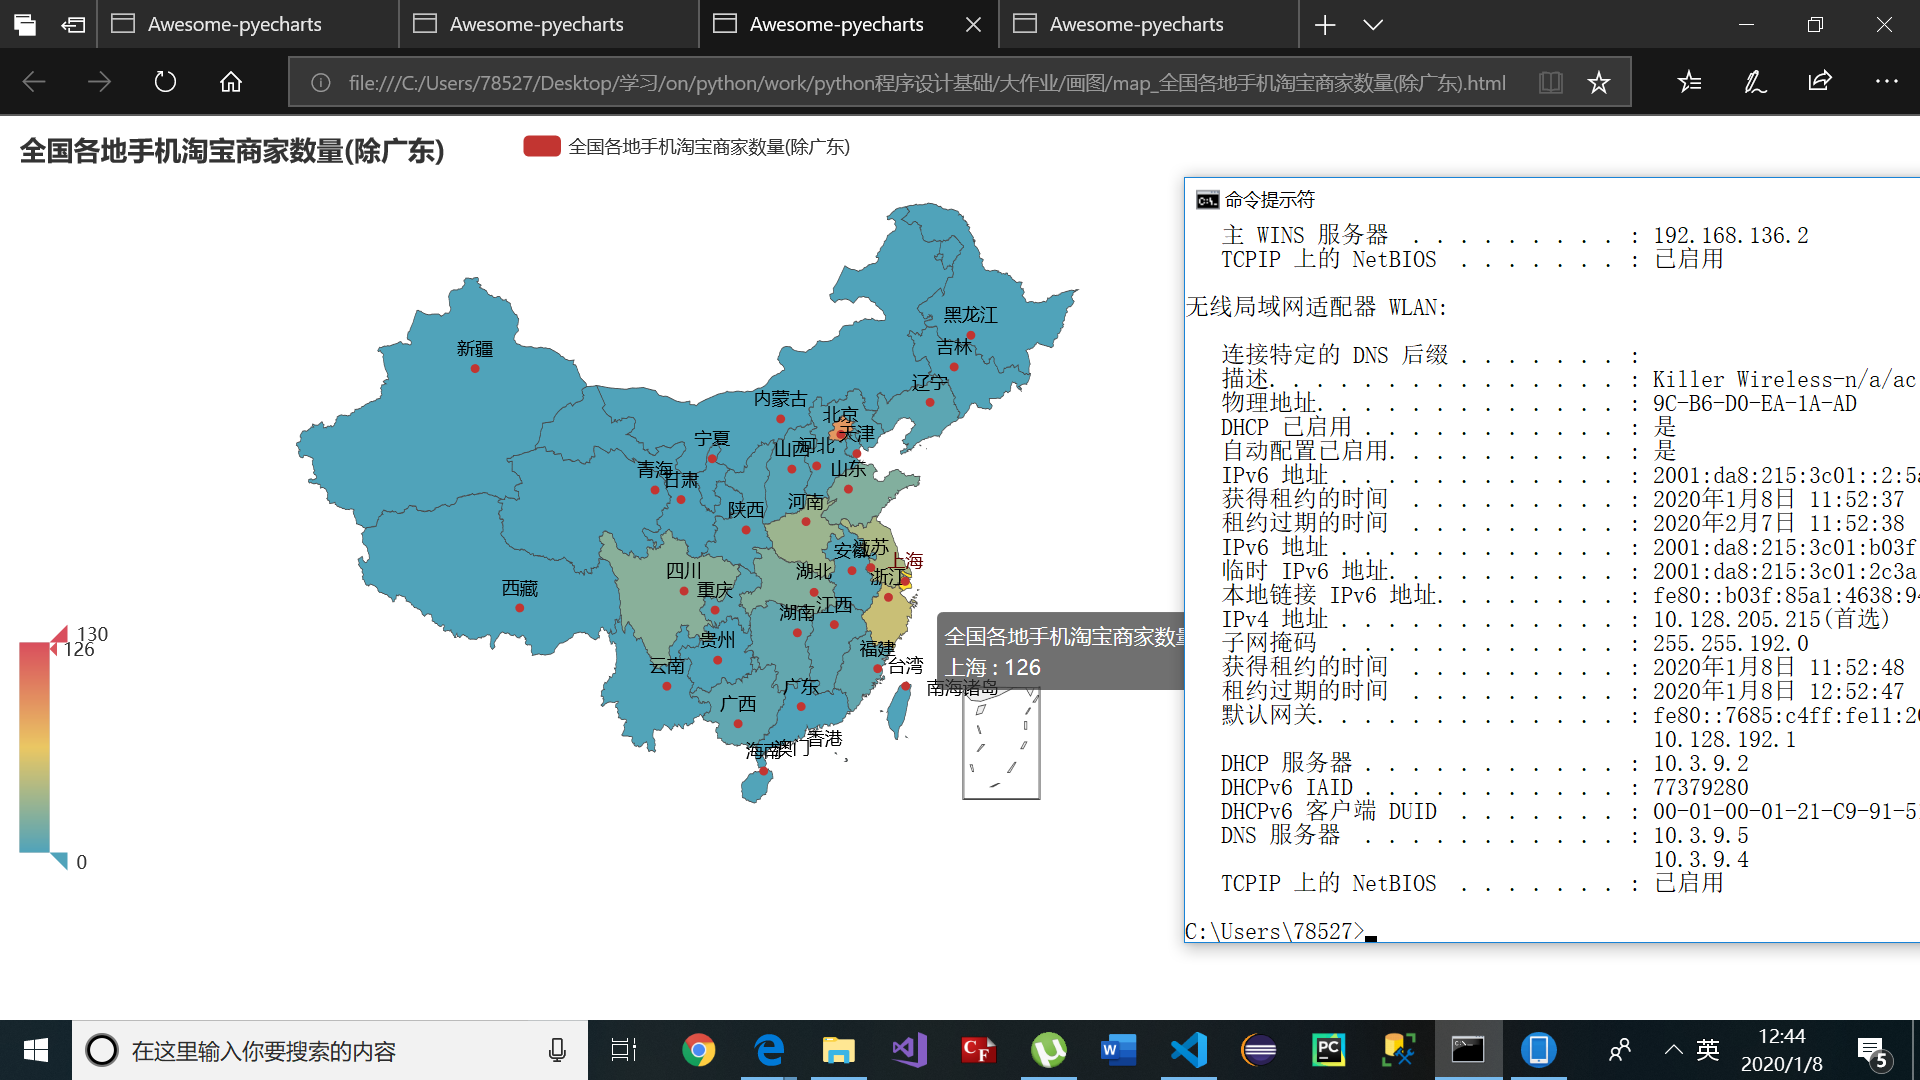 Awesome-pyecharts
Awesome-pyecharts
Awesome-pyecharts
Awesome-pyecharts
file:///C:/Users/78527/Desktop/学习/on/python/work/python程序设计基础/大作业/画图/map_全国各地手机淘宝商家数量(除广东).html
全国各地手机淘宝商家数量(除广东)
全国各地手机淘宝商家数量(除广东)
黑龙江
吉林
辽宁
新疆
内蒙古
北京
天津
宁夏
山西
河北
山东
青海
甘肃
河南
陕西
安徽
江苏
上海
四川
湖北
浙江
西藏
重庆
湖南
江西
贵州
福建
云南
台湾
广东
南海诸岛
广西
香港
海南
澳门
全国各地手机淘宝商家数量
上海 : 126
130
126
0
命令提示符
主 WINS 服务器 . . . . . . . . . : 192.168.136.2
TCPIP 上的 NetBIOS . . . . . . . : 已启用
无线局域网适配器 WLAN:
连接特定的 DNS 后缀 . . . . . . . :
描述. . . . . . . . . . . . . . . : Killer Wireless-n/a/ac
物理地址. . . . . . . . . . . . . : 9C-B6-D0-EA-1A-AD
DHCP 已启用 . . . . . . . . . . . : 是
自动配置已启用. . . . . . . . . . : 是
IPv6 地址 . . . . . . . . . . . . : 2001:da8:215:3c01::2:5a
获得租约的时间 . . . . . . . . . : 2020年1月8日 11:52:37
租约过期的时间 . . . . . . . . . : 2020年2月7日 11:52:38
IPv6 地址 . . . . . . . . . . . . : 2001:da8:215:3c01:b03f
临时 IPv6 地址. . . . . . . . . . : 2001:da8:215:3c01:2c3a
本地链接 IPv6 地址. . . . . . . . : fe80::b03f:85a1:4638:94
IPv4 地址 . . . . . . . . . . . . : 10.128.205.215(首选)
子网掩码 . . . . . . . . . . . . : 255.255.192.0
获得租约的时间 . . . . . . . . . : 2020年1月8日 11:52:48
租约过期的时间 . . . . . . . . . : 2020年1月8日 12:52:47
默认网关. . . . . . . . . . . . . : fe80::7685:c4ff:fe11:20
10.128.192.1
DHCP 服务器 . . . . . . . . . . . : 10.3.9.2
DHCPv6 IAID . . . . . . . . . . . : 77379280
DHCPv6 客户端 DUID . . . . . . . : 00-01-00-01-21-C9-91-51
DNS 服务器 . . . . . . . . . . . : 10.3.9.5
10.3.9.4
TCPIP 上的 NetBIOS . . . . . . . : 已启用
C:\Users\78527>
在这里输入你要搜索的内容
英
12:44
2020/1/8
5